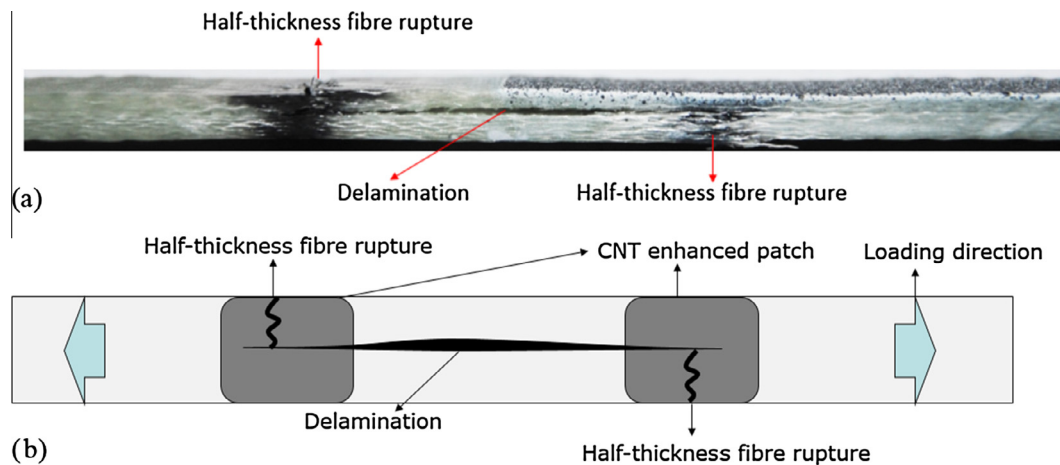 Half-thickness fibre rupture
Delamination
Half-thickness fibre rupture
(a)
Half-thickness fibre rupture
CNT enhanced patch
Loading direction
Delamination
Half-thickness fibre rupture
(b)